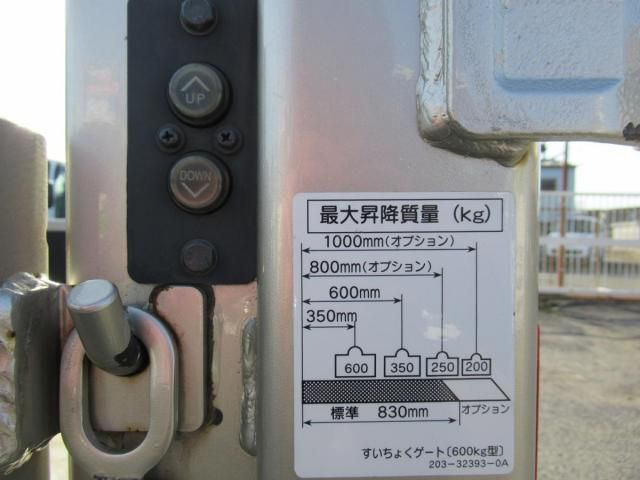 UP
DOWN
最大昇降質量 (kg)
1000mm(オプション)
800mm(オプション)
600mm
350mm
600 350 250 200
標準 830mm オプション
すいちょくゲート〔600kg型〕
203-32393-0A